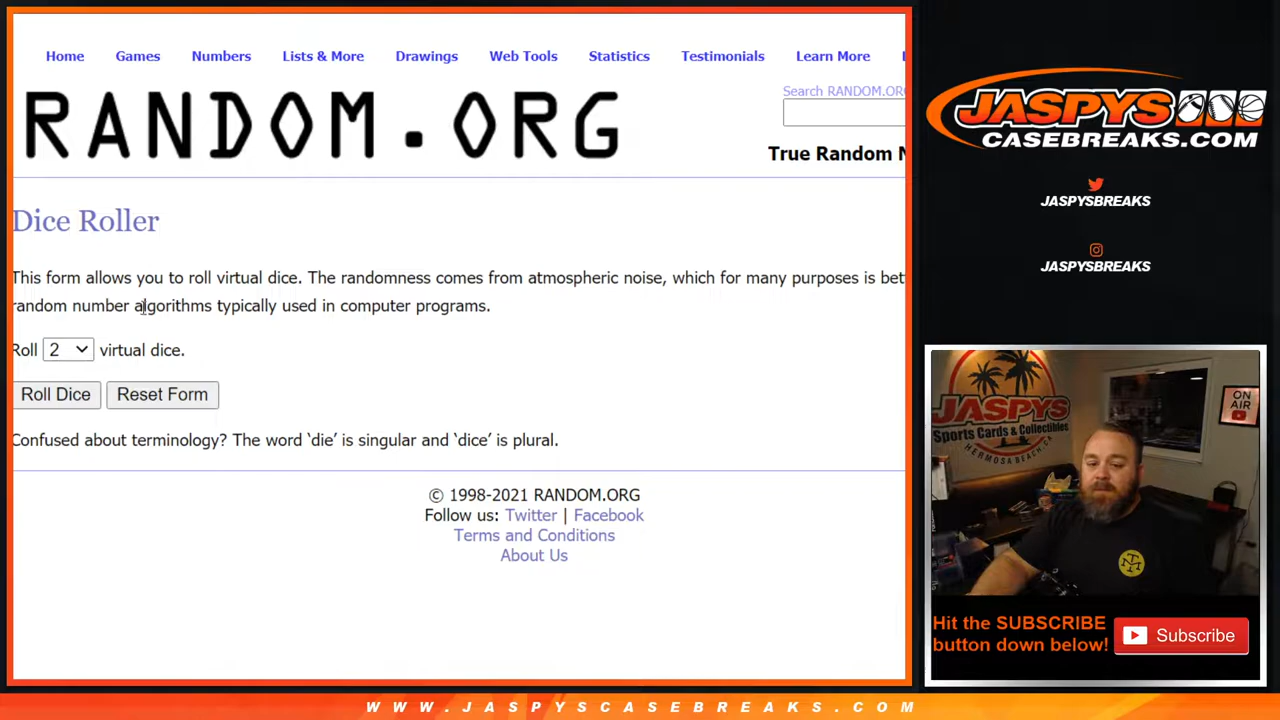 Home Games Numbers Lists & More Drawings Web Tools Statistics Testimonials Learn More
RANDOM.ORG
Search RANDOM.ORG
True Random
Dice Roller
This form allows you to roll virtual dice. The randomness comes from atmospheric noise, which for many purposes is
random number algorithms typically used in computer programs.
Roll 2 virtual dice.
Roll Dice Reset Form
Confused about terminology? The word ‘die’ is singular and ‘dice’ is plural.
© 1998-2021 RANDOM.ORG
Follow us: Twitter | Facebook
Terms and Conditions
About Us
JASPYS
CASEBREAKS.COM
JASPYSBREAKS
JASPYSBREAKS
JASPYS
Sports Cards & Collectibles
HERMOSA BEACH, CA
ON
AIR
Hit the SUBSCRIBE
button down below!
Subscribe
WWW.JASPYSCASEBREAKS.COM